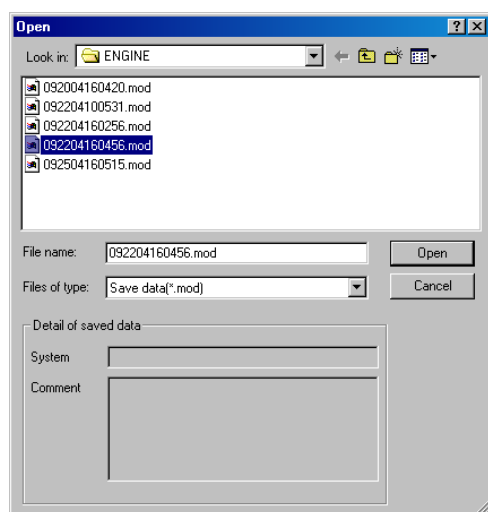 Open
Look in: ENGINE
092004160420.mod
092204100531.mod
092204160256.mod
092204160456.mod
092504160515.mod
File name: 092204160456.mod Open
Files of type: Save data(*.mod) Cancel
Detail of saved data
System
Comment